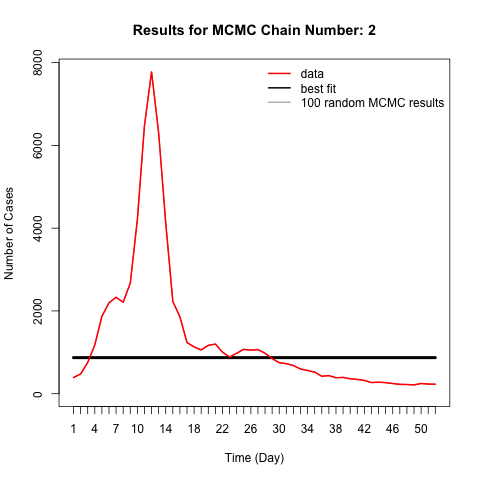 Results for MCMC Chain Number: 2
data
best fit
100 random MCMC results
Number of Cases
8000
6000
4000
2000
0
1 4 7 10 14 18 22 26 30 34 38 42 46 50
Time (Day)